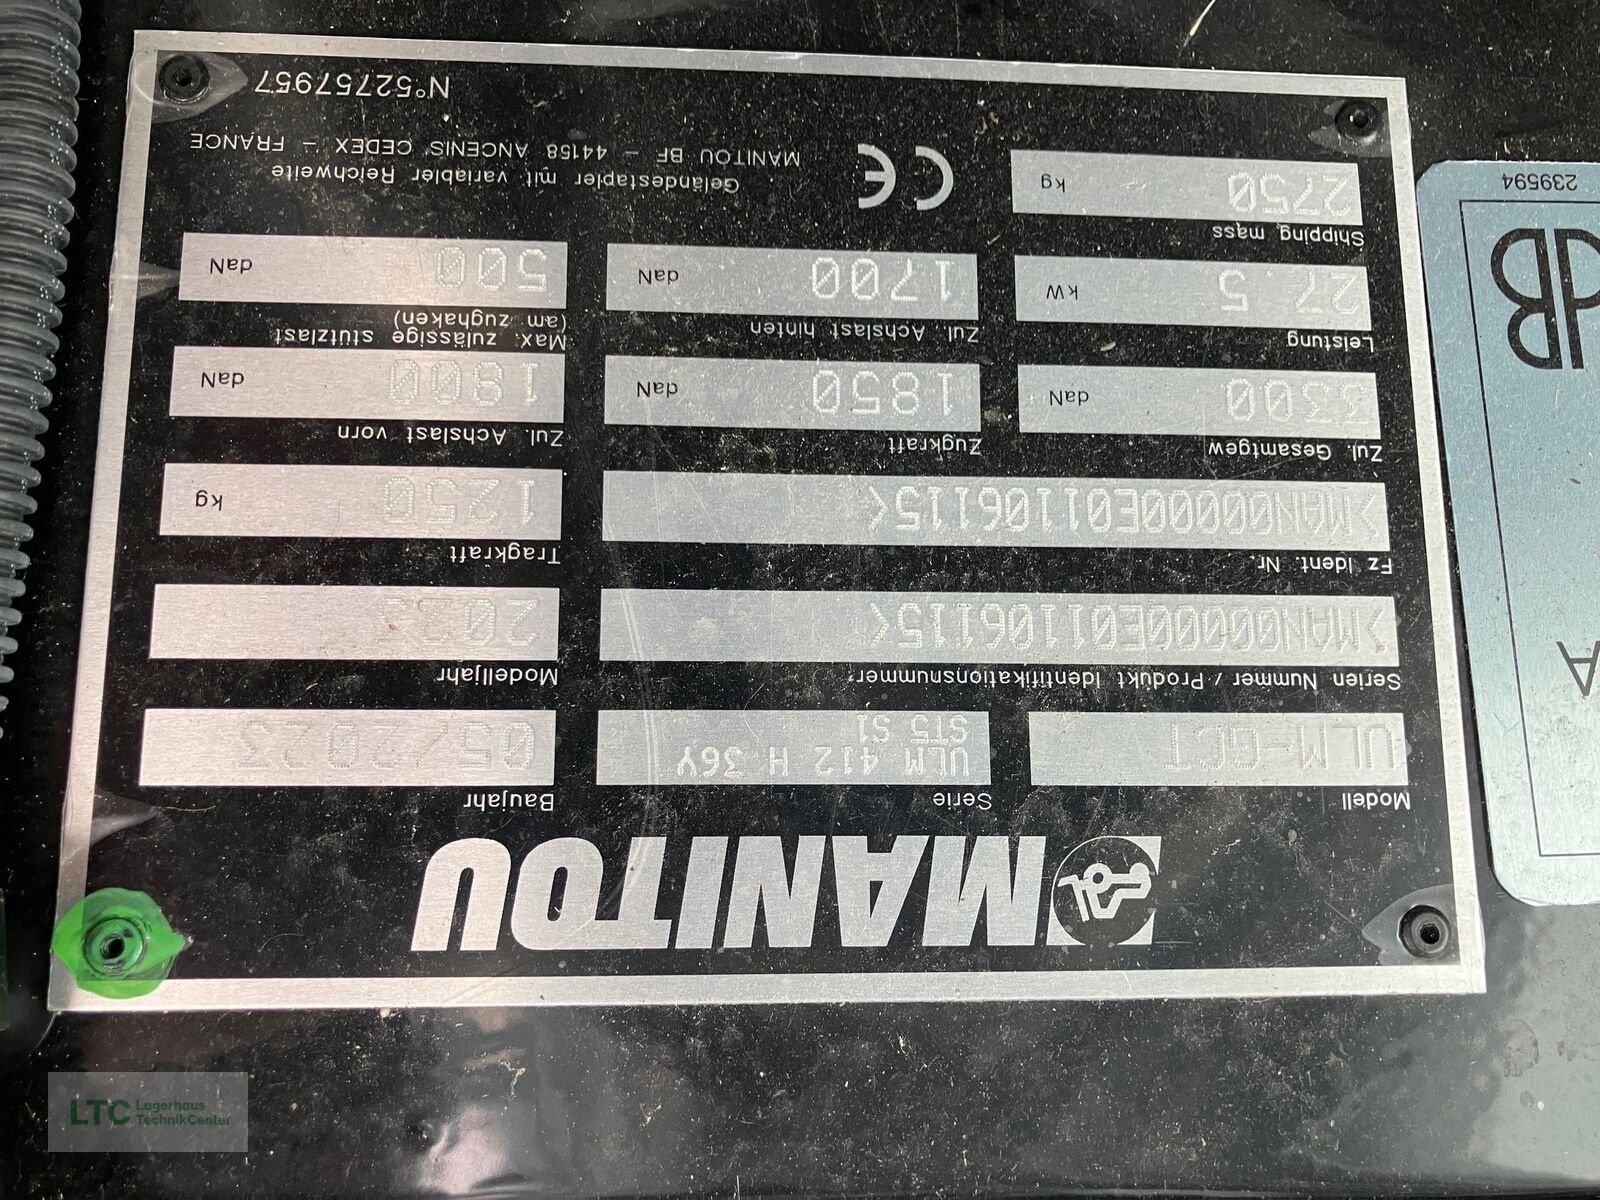 MANITOU
Modell
Serie
Baujahr
ULM-GCT
ULM 412 H 36Y
ST5 S1
05/2023
Serien Nummer / Produkt Identifikationsnummer.
Modelljahr
>MAN00000E01106115<
2023
Fz Ident. Nr.
Tragkraft
>MAN00000E01106115<
1250 kg
Zul. Gesamtgew
Zugkraft
Zul. Achslast vorn
3300 daN
1850 daN
1800 daN
Leistung
Zul. Achslast hinten
Max. zulässige stützlast
(am zughaken)
27.5 kW
1700 daN
500 daN
Shipping mass
2750 kg
CE
Geländestapler mit variabler Reichweite
MANITOU BF - 44158 ANCENIS CEDEX - FRANCE
N°52757957
A
dB
239594
LTC Lagerhaus
TechnikCenter